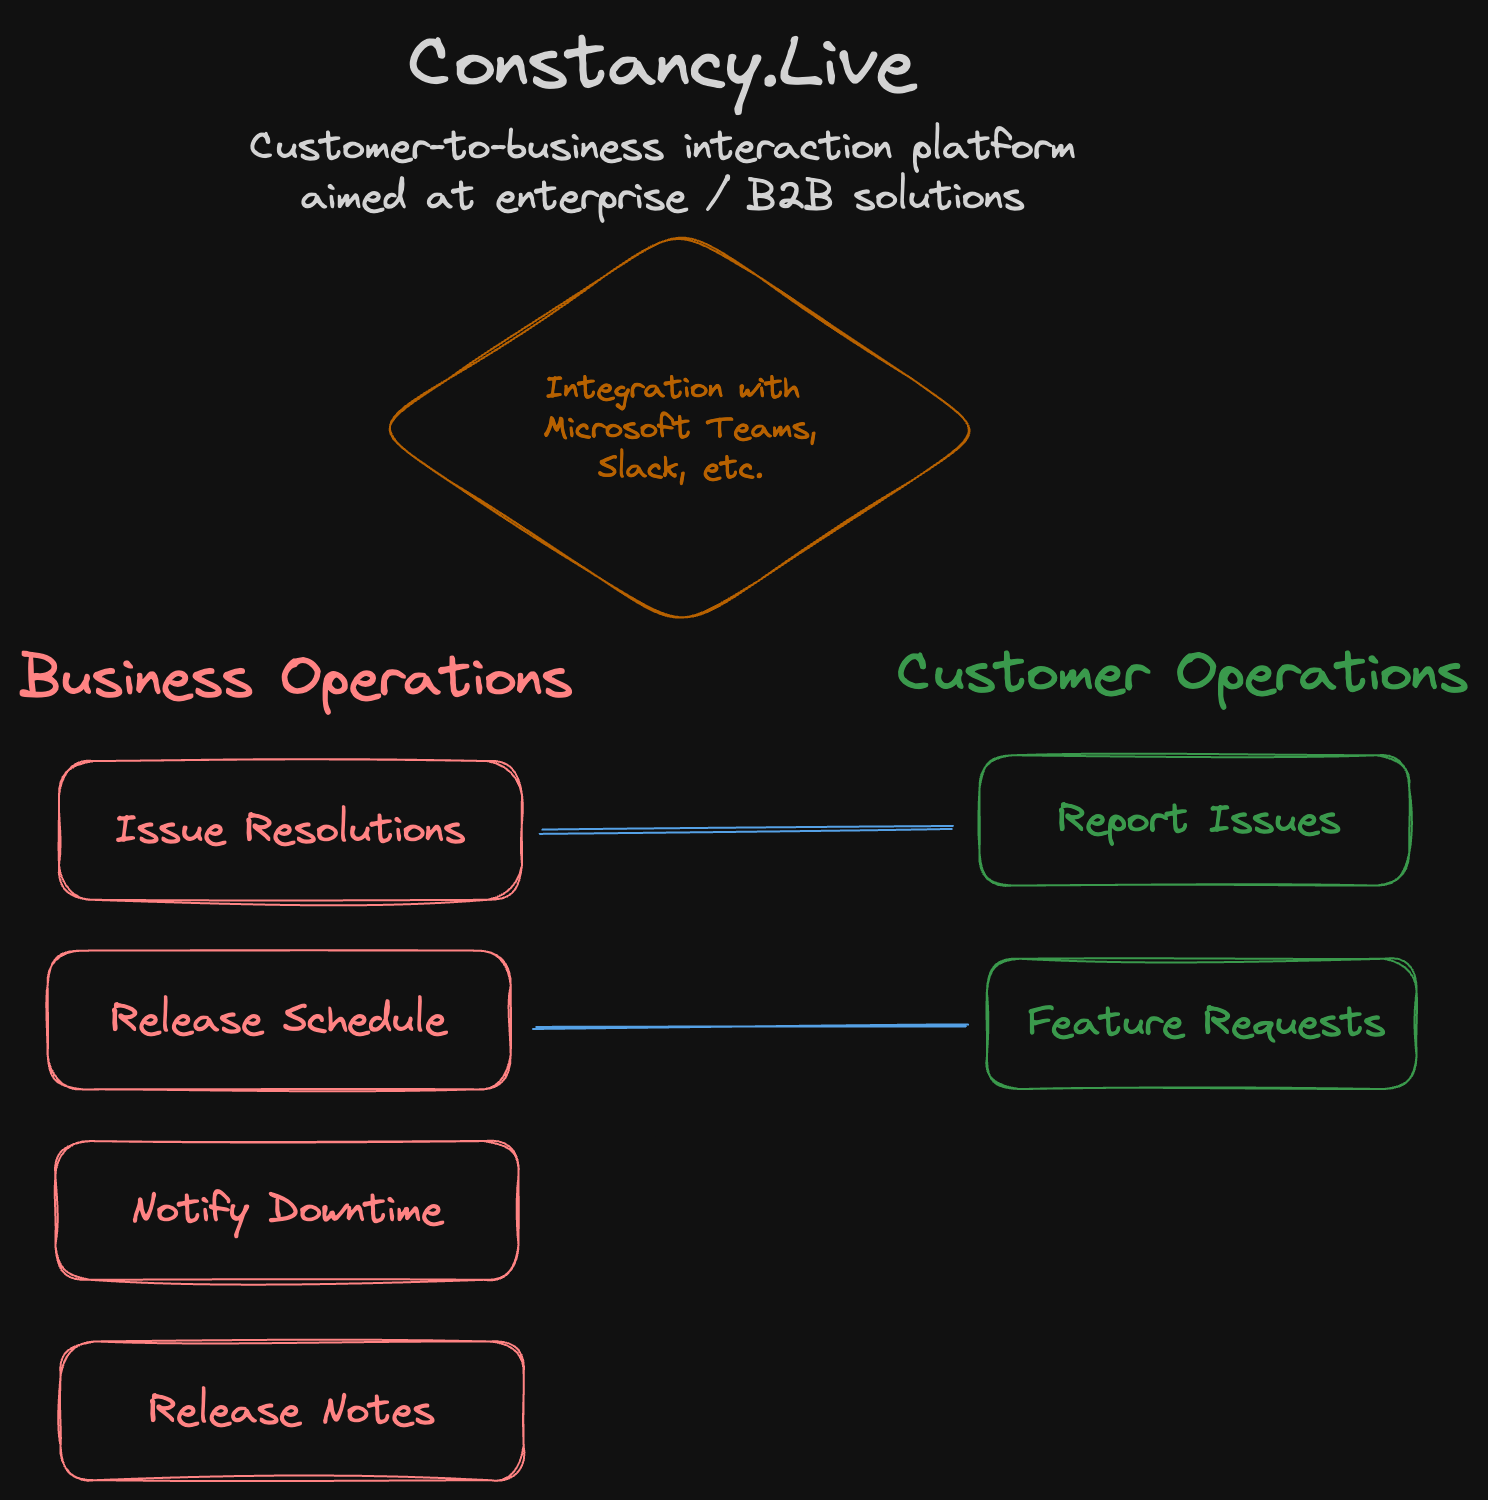 Constancy.Live
Customer-to-business interaction platform
aimed at enterprise / B2B solutions
Integration with
Microsoft Teams,
Slack, etc.
Business Operations
Customer Operations
Issue Resolutions
Report Issues
Release Schedule
Feature Requests
Notify Downtime
Release Notes